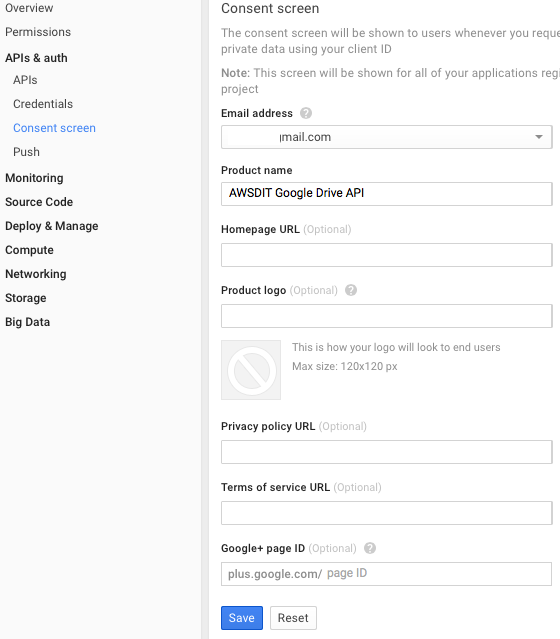 Overview
Permissions
APIs & auth
APIs
Credentials
Consent screen
Push
Monitoring
Source Code
Deploy & Manage
Compute
Networking
Storage
Big Data
Consent screen
The consent screen will be shown to users whenever you reque
private data using your client ID
Note: This screen will be shown for all of your applications regi
project
Email address ?
mail.com
Product name
AWSDIT Google Drive API
Homepage URL (Optional)
Product logo (Optional) ?
This is how your logo will look to end users
Max size: 120x120 px
Privacy policy URL (Optional)
Terms of service URL (Optional)
Google+ page ID (Optional) ?
plus.google.com/ page ID
Save Reset